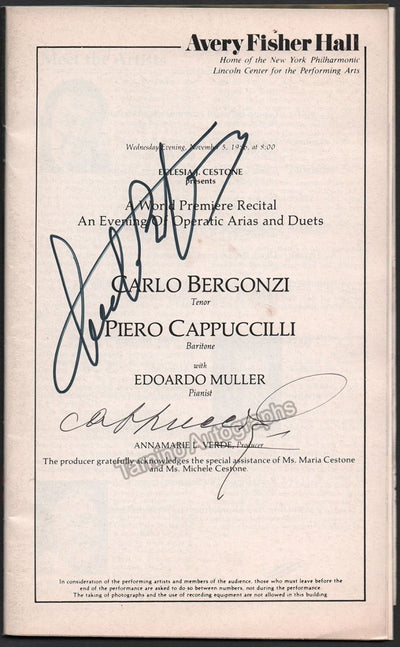 Avery Fisher Hall
Home of the New York Philharmonic
Lincoln Center for the Performing Arts
Wednesday Evening, November 5, at 8:00
presents
A World Premiere Recital
An Evening Of Operatic Arias and Duets
CARLO BERGONZI
Tenor
PIERO CAPPUCCILLI
Baritone
with
EDOARDO MULLER
Pianist
Cappuccilli
Tamino Autographs
ANNAMARIE L. VERDE, Producer
The producer gratefully acknowledges the special assistance of Ms. Maria Cestone
and Ms. Michele Cestone.
In consideration of the performing artists and members of the audience, those who must leave before the
end of the performance are asked to do so between numbers, not during the performance
The taking of photographs and the use of recording equipment are not allowed in this building